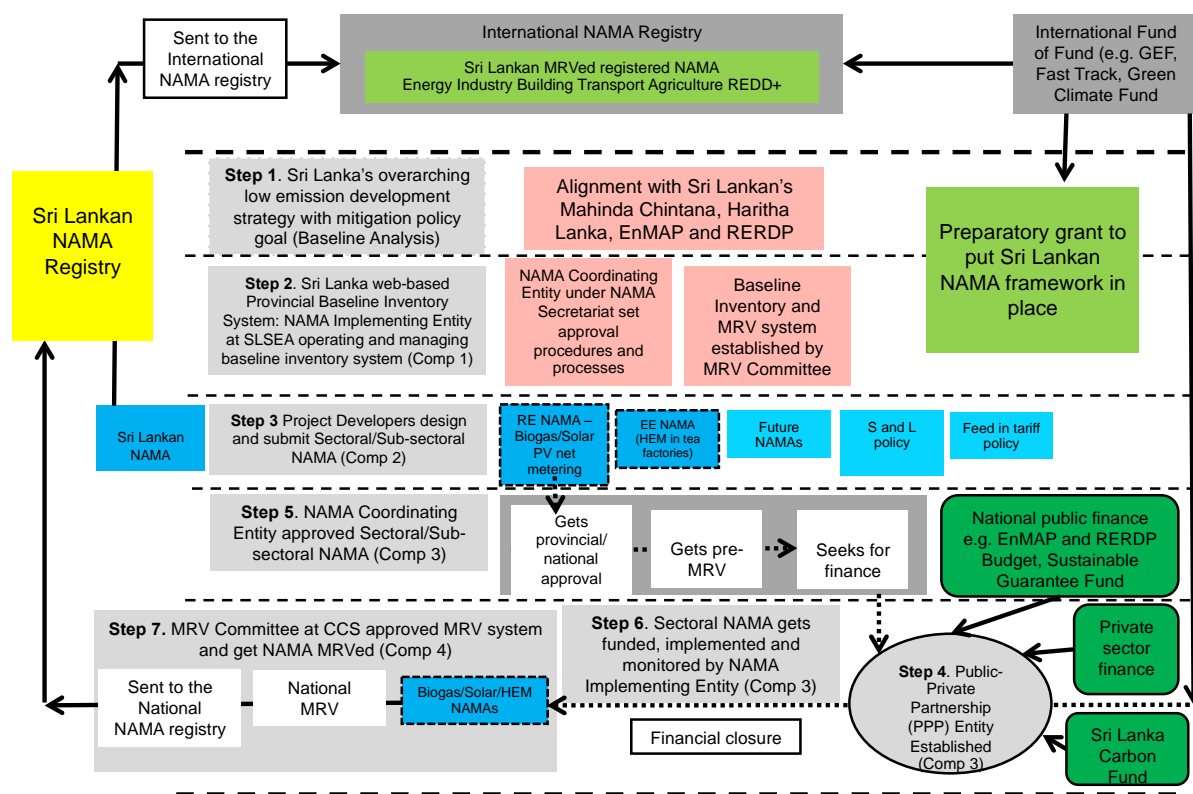 Sent to the
International
NAMA registry
International NAMA Registry
Sri Lankan MRVed registered NAMA
Energy Industry Building Transport Agriculture REDD+
International Fund
of Fund (e.g. GEF,
Fast Track, Green
Climate Fund
Sri Lankan
NAMA
Registry
Step 1. Sri Lanka's overarching
low emission development
strategy with mitigation policy
goal (Baseline Analysis)
Alignment with Sri Lankan's
Mahinda Chintana, Haritha
Lanka, EnMAP and RERDP
Preparatory grant to
put Sri Lankan
NAMA framework in
place
Step 2. Sri Lanka web-based
Provincial Baseline Inventory
System: NAMA Implementing Entity
at SLSEA operating and managing
baseline inventory system (Comp 1)
NAMA Coordinating
Entity under NAMA
Secretariat set
approval
procedures and
processes
Baseline
Inventory and
MRV system
established by
MRV Committee
Sri Lankan
NAMA
Step 3 Project Developers design
and submit Sectoral/Sub-sectoral
NAMA (Comp 2)
RE NAMA –
Biogas/Solar
PV net
metering
EE NAMA
(HEM in tea
factories)
Future
NAMAs
S and L
policy
Feed in tariff
policy
Step 5. NAMA Coordinating
Entity approved Sectoral/Sub-
sectoral NAMA (Comp 3)
Gets
provincial/
national
approval
Gets pre-
MRV
Seeks for
finance
National public finance
e.g. EnMAP and RERDP
Budget, Sustainable
Guarantee Fund
Step 7. MRV Committee at CCS approved MRV system
and get NAMA MRVed (Comp 4)
Sent to the
National
NAMA registry
National
MRV
Biogas/Solar/HEM
NAMAs
Step 6. Sectoral NAMA gets
funded, implemented and
monitored by NAMA
Implementing Entity (Comp 3)
Financial closure
Step 4. Public-
Private
Partnership
(PPP) Entity
Established
(Comp 3)
Private
sector
finance
Sri Lanka
Carbon
Fund